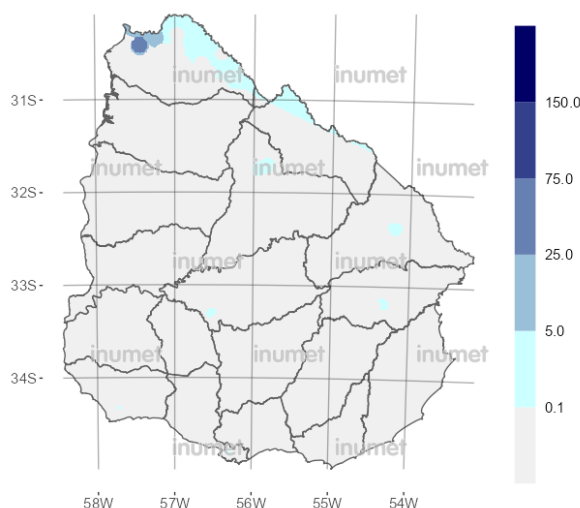 inumet inumet
31S-
150.0
inumet inumet
75.0
32S-
inumet inumet
25.0
33S-
5.0
inumet inumet inumet
34S-
0.1
inumet inumet
58W 57W 56W 55W 54W